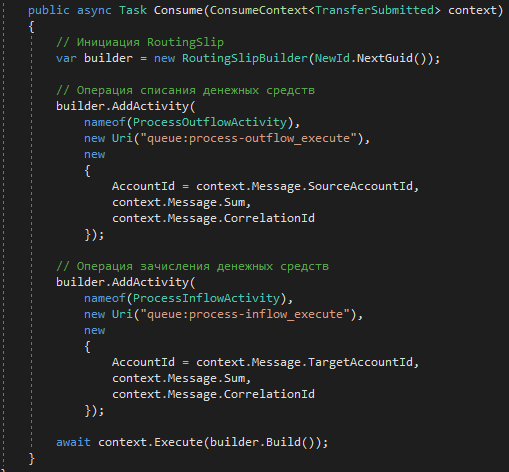 public async Task Consume(ConsumeContext<TransferSubmitted> context)
{
// Инициация RoutingSlip
var builder = new RoutingSlipBuilder(NewId.NextGuid());
// Операция списания денежных средств
builder.AddActivity(
nameof(ProcessOutflowActivity),
new Uri("queue:process-outflow_execute"),
new
{
AccountId = context.Message.SourceAccountId,
context.Message.Sum,
context.Message.CorrelationId
});
// Операция зачисления денежных средств
builder.AddActivity(
nameof(ProcessInflowActivity),
new Uri("queue:process-inflow_execute"),
new
{
AccountId = context.Message.TargetAccountId,
context.Message.Sum,
context.Message.CorrelationId
});
await context.Execute(builder.Build());
}